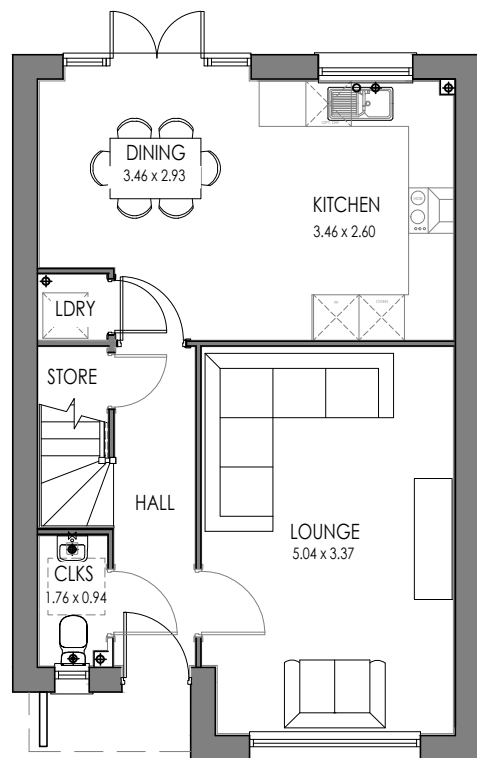 DINING
3.46 x 2.93
KITCHEN
3.46 x 2.60
LDRY
STORE
HALL
LOUNGE
5.04 x 3.37
CLKS
1.76 x 0.94